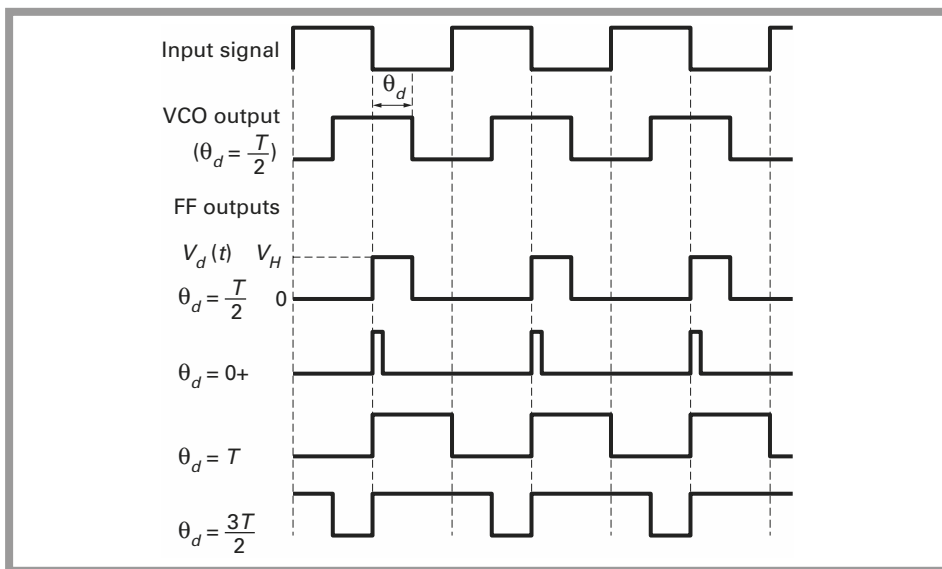 Input signal
θd
VCO output
(θd = T/2)
FF outputs
Vd (t) VH
θd = T/2 0
θd = 0+
θd = T
θd = 3T/2